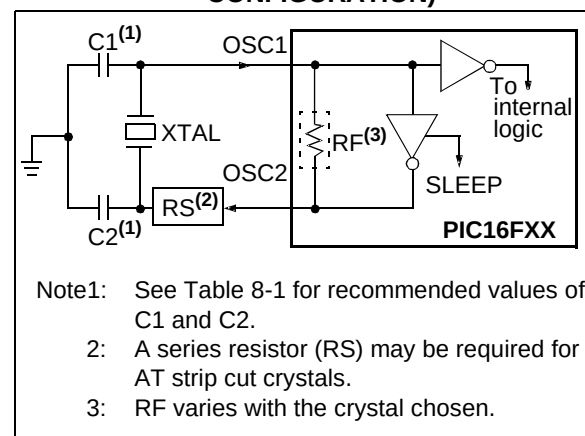 CONFIGURATION)
C1(1)
OSC1
To
internal
logic
XTAL
RF(3)
OSC2
SLEEP
RS(2)
C2(1)
PIC16FXX
Note1: See Table 8-1 for recommended values of
C1 and C2.
2: A series resistor (RS) may be required for
AT strip cut crystals.
3: RF varies with the crystal chosen.